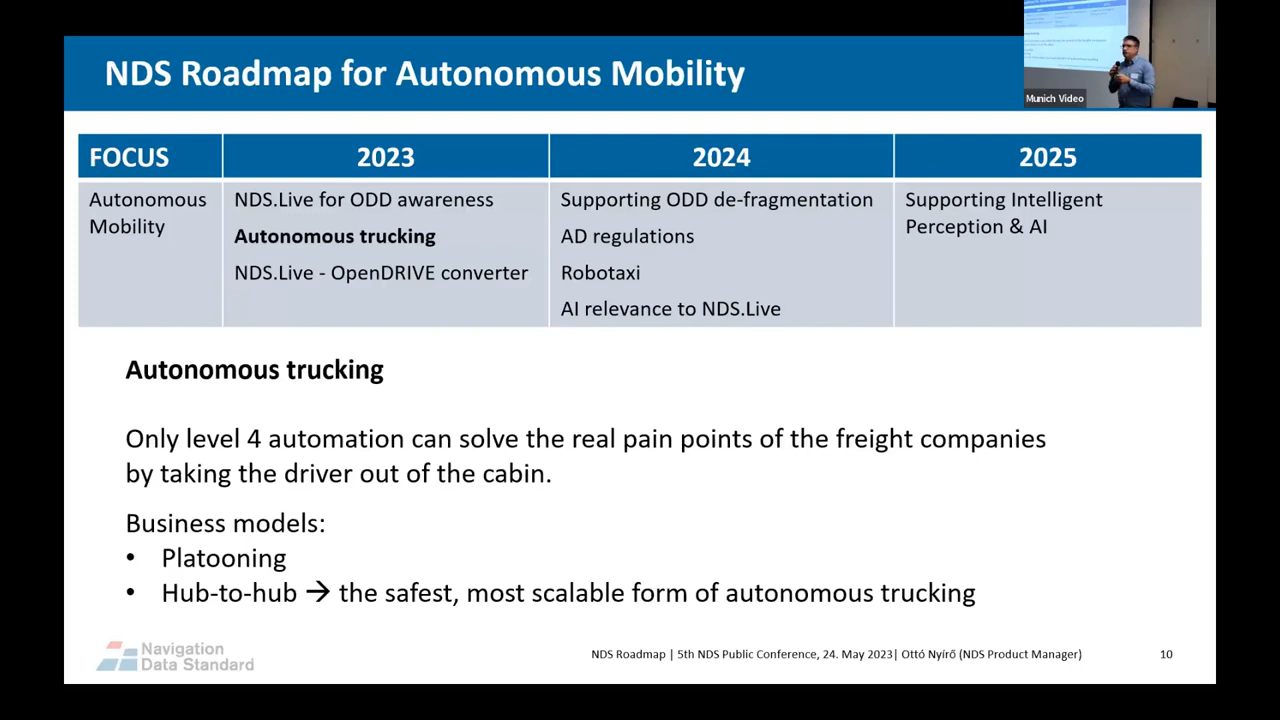 NDS Roadmap for Autonomous Mobility
Munich Video
FOCUS 2023 2024 2025
Autonomous Mobility
NDS.Live for ODD awareness
Autonomous trucking
NDS.Live - OpenDRIVE converter
Supporting ODD de-fragmentation
AD regulations
Robotaxi
AI relevance to NDS.Live
Supporting Intelligent
Perception & AI
Autonomous trucking
Only level 4 automation can solve the real pain points of the freight companies
by taking the driver out of the cabin.
Business models:
• Platooning
• Hub-to-hub → the safest, most scalable form of autonomous trucking
Navigation
Data Standard
NDS Roadmap | 5th NDS Public Conference, 24. May 2023| Ottó Nyírő (NDS Product Manager)
10